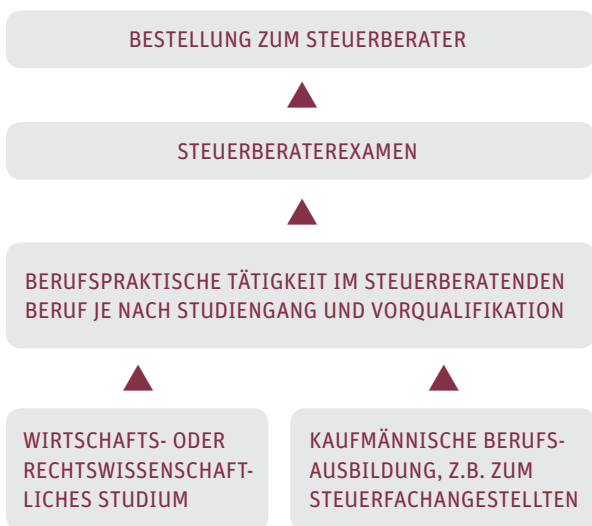 BESTELLUNG ZUM STEUERBERATER
STEUERBERATEREXAMEN
BERUFSPRAKTISCHE TÄTIGKEIT IM STEUERBERATENDEN
BERUF JE NACH STUDIENGANG UND VORQUALIFIKATION
WIRTSCHAFTS- ODER
RECHTSWISSENSCHAFT-
LICHES STUDIUM
KAUFMÄNNISCHE BERUFS-
AUSBILDUNG, Z.B. ZUM
STEUERFACHANGESTELLTEN